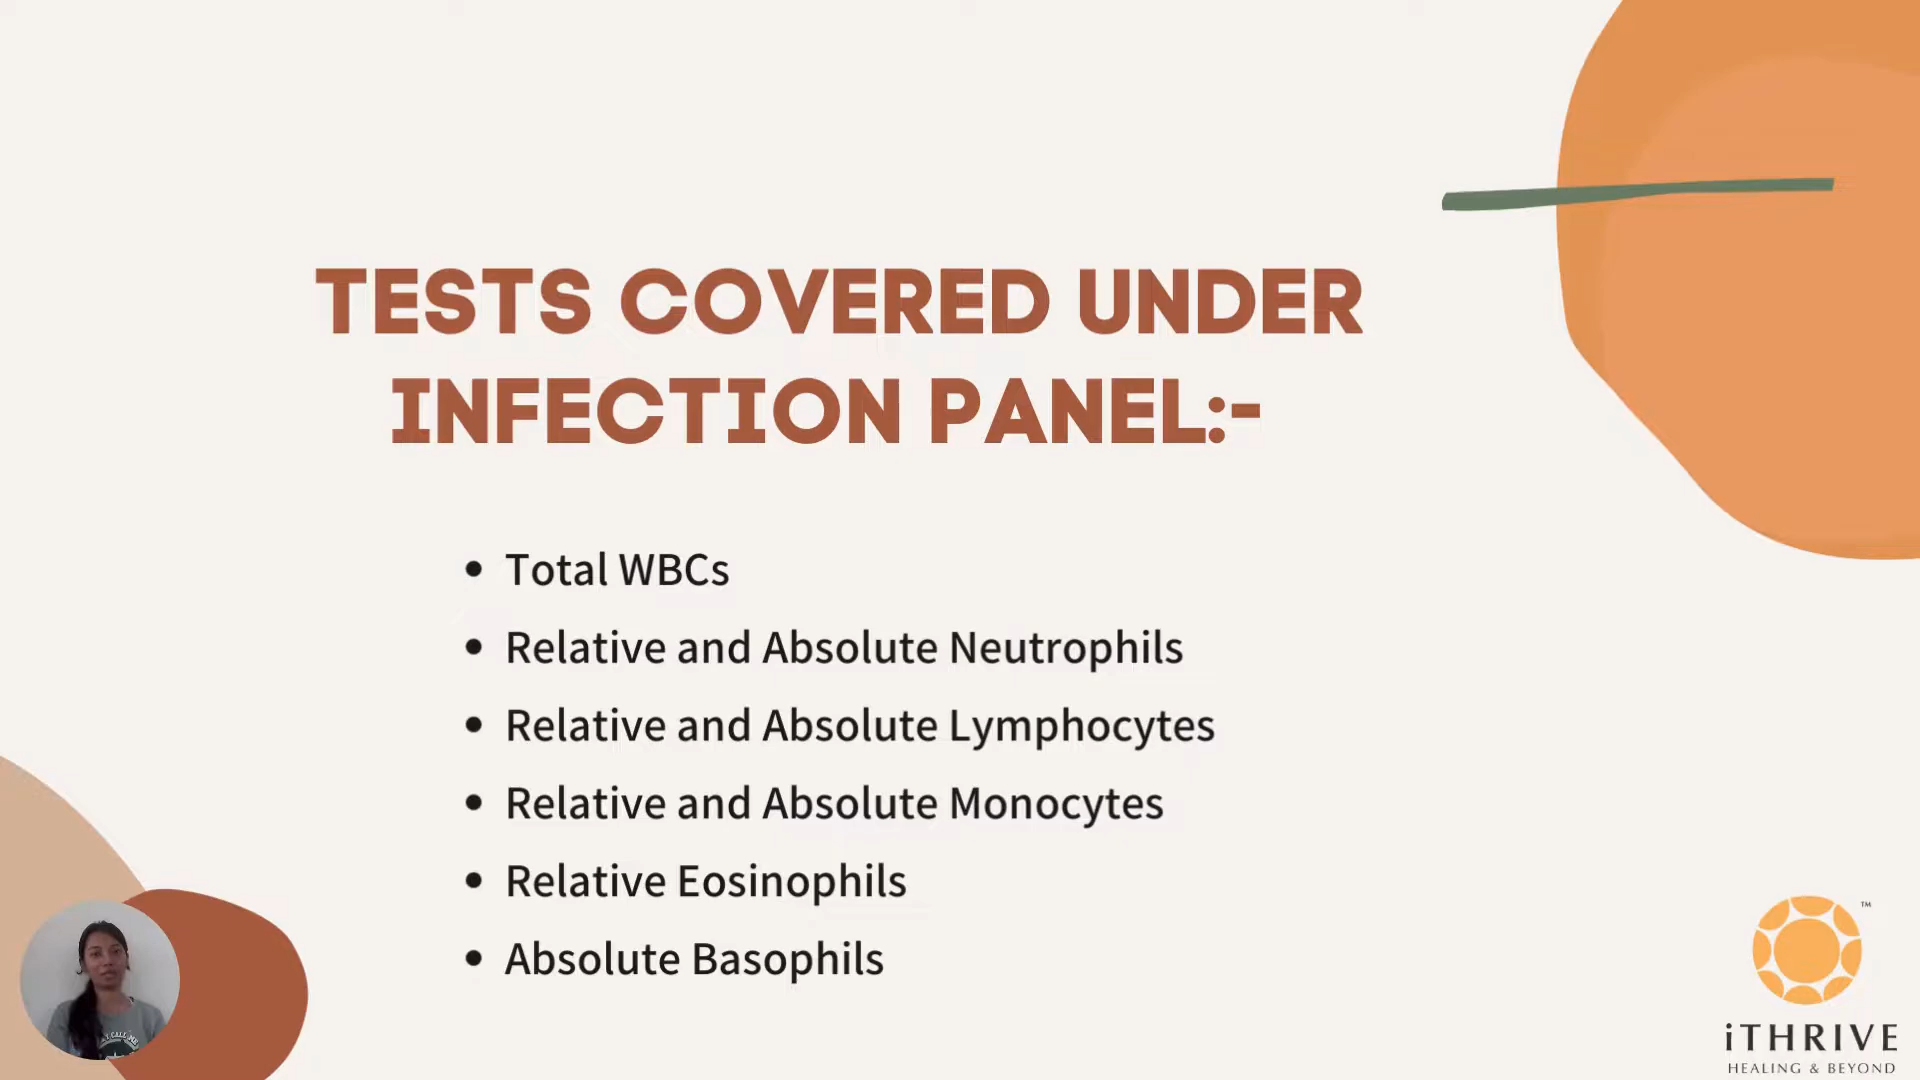 TESTS COVERED UNDER
INFECTION PANEL:-
• Total WBCs
• Relative and Absolute Neutrophils
• Relative and Absolute Lymphocytes
• Relative and Absolute Monocytes
• Relative Eosinophils
• Absolute Basophils
TM
iTHRIVE
HEALING & BEYOND